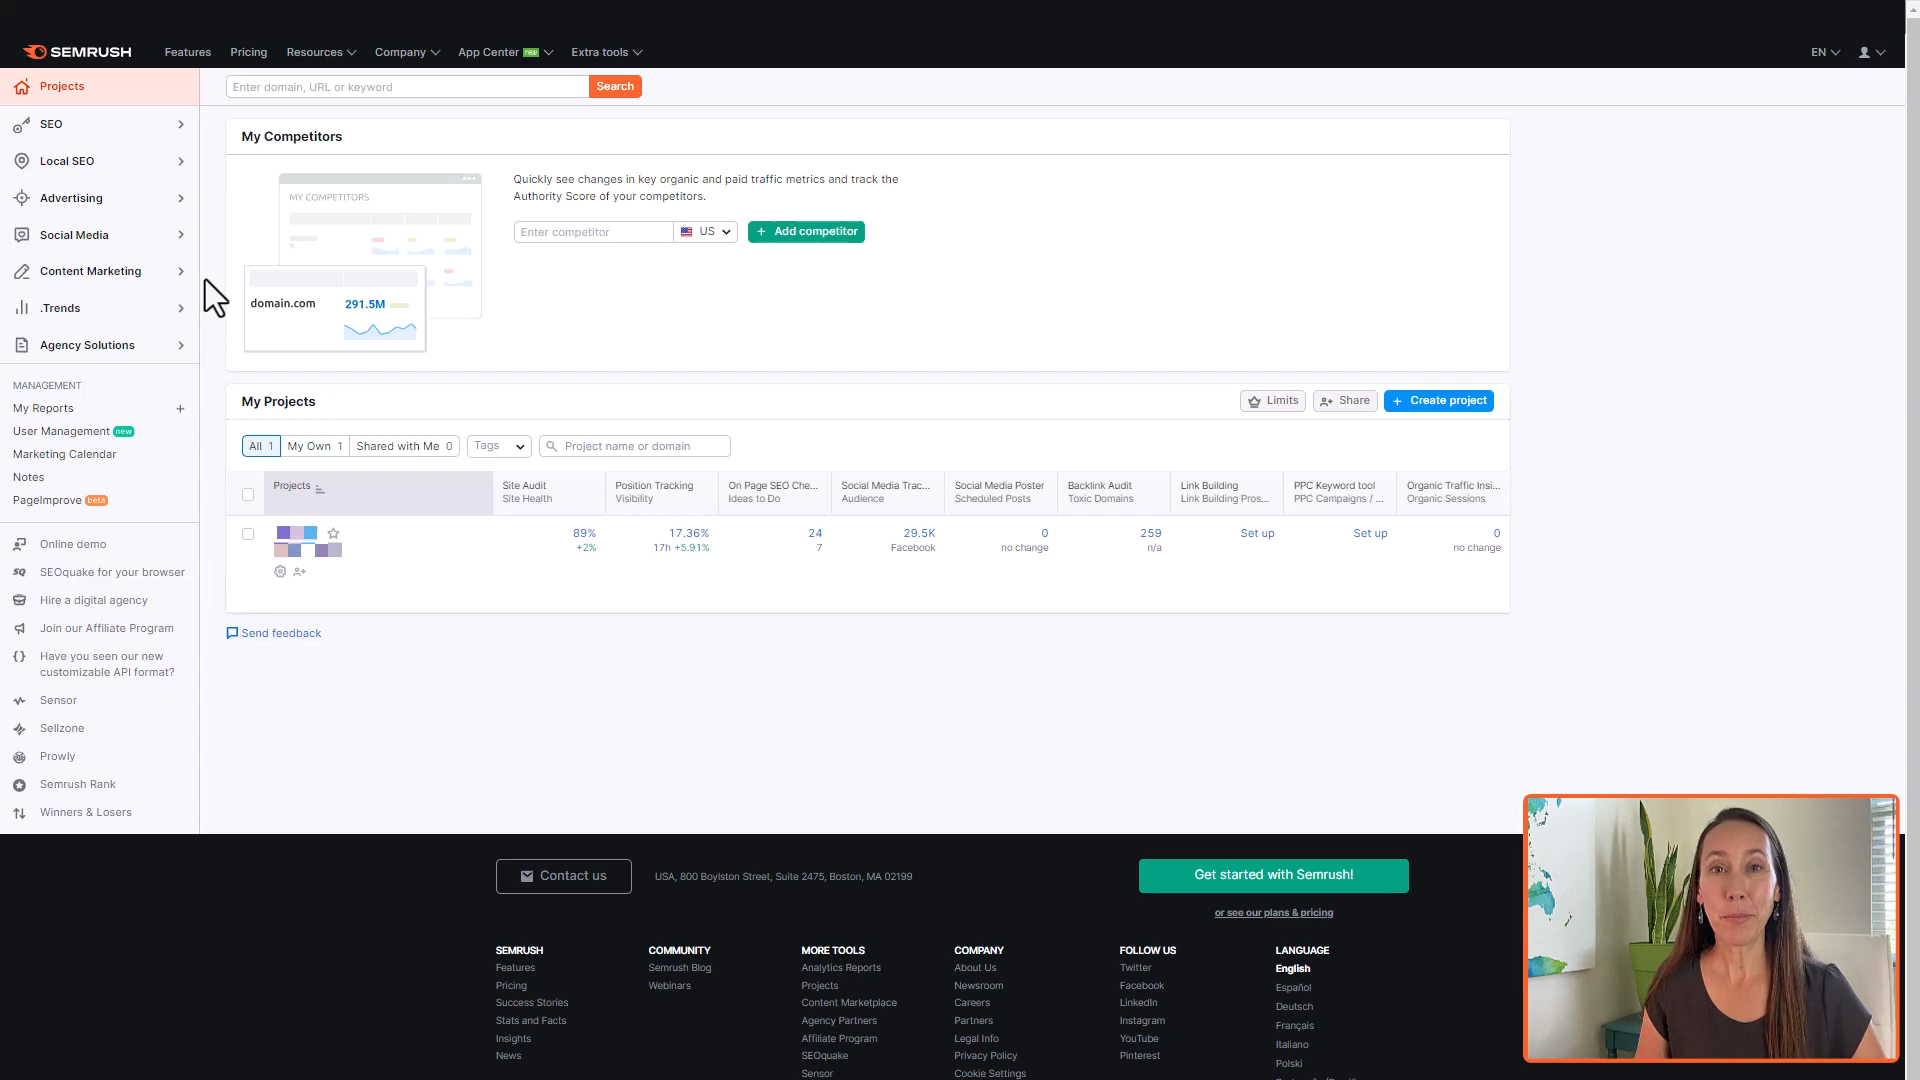 SEMRUSH
Features
Pricing
Resources
Company
App Center new
Extra tools
EN
Projects
SEO
Local SEO
Advertising
Social Media
Content Marketing
.Trends
Agency Solutions
MANAGEMENT
My Reports
User Management new
Marketing Calendar
Notes
PageImprove beta
Online demo
SEOquake for your browser
Hire a digital agency
Join our Affiliate Program
Have you seen our new
customizable API format?
Sensor
Sellzone
Prowly
Semrush Rank
Winners & Losers
Enter domain, URL or keyword
Search
My Competitors
MY COMPETITORS
domain.com 291.5M
Quickly see changes in key organic and paid traffic metrics and track the
Authority Score of your competitors.
Enter competitor
US
+ Add competitor
My Projects
Limits
Share
+ Create project
All 1
My Own 1
Shared with Me 0
Tags
Project name or domain
Projects
Site Audit
Site Health
Position Tracking
Visibility
On Page SEO Che...
Ideas to Do
Social Media Trac...
Audience
Social Media Poster
Scheduled Posts
Backlink Audit
Toxic Domains
Link Building
Link Building Pros...
PPC Keyword tool
PPC Campaigns / ...
Organic Traffic Insi...
Organic Sessions
89%
+2%
17.36%
17h +5.91%
24
7
29.5K
Facebook
0
no change
259
n/a
Set up
Set up
0
no change
Send feedback
Contact us
USA, 800 Boylston Street, Suite 2475, Boston, MA 02199
Get started with Semrush!
or see our plans & pricing
SEMRUSH
Features
Pricing
Success Stories
Stats and Facts
Insights
News
COMMUNITY
Semrush Blog
Webinars
MORE TOOLS
Analytics Reports
Projects
Content Marketplace
Agency Partners
Affiliate Program
SEOquake
Sensor
COMPANY
About Us
Newsroom
Careers
Partners
Legal Info
Privacy Policy
Cookie Settings
FOLLOW US
Twitter
Facebook
LinkedIn
Instagram
YouTube
Pinterest
LANGUAGE
English
Español
Deutsch
Français
Italiano
Polski